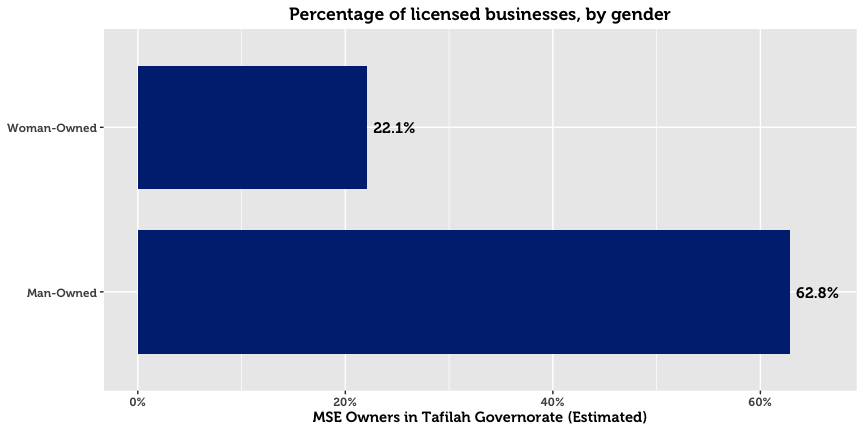 Percentage of licensed businesses, by gender
Woman-Owned
22.1%
Man-Owned
62.8%
0%
20%
40%
60%
MSE Owners in Tafilah Governorate (Estimated)